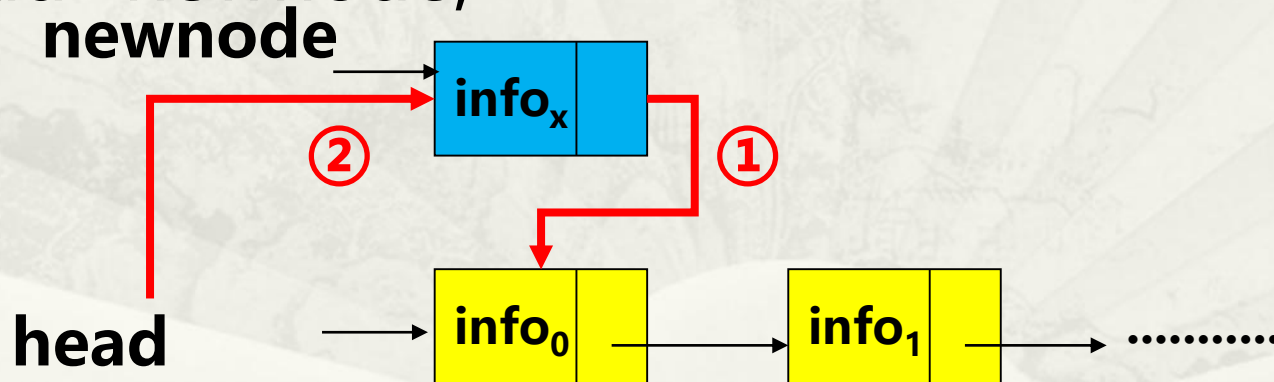 newnode
infoₓ
②
①
head
info₀
info₁
...........